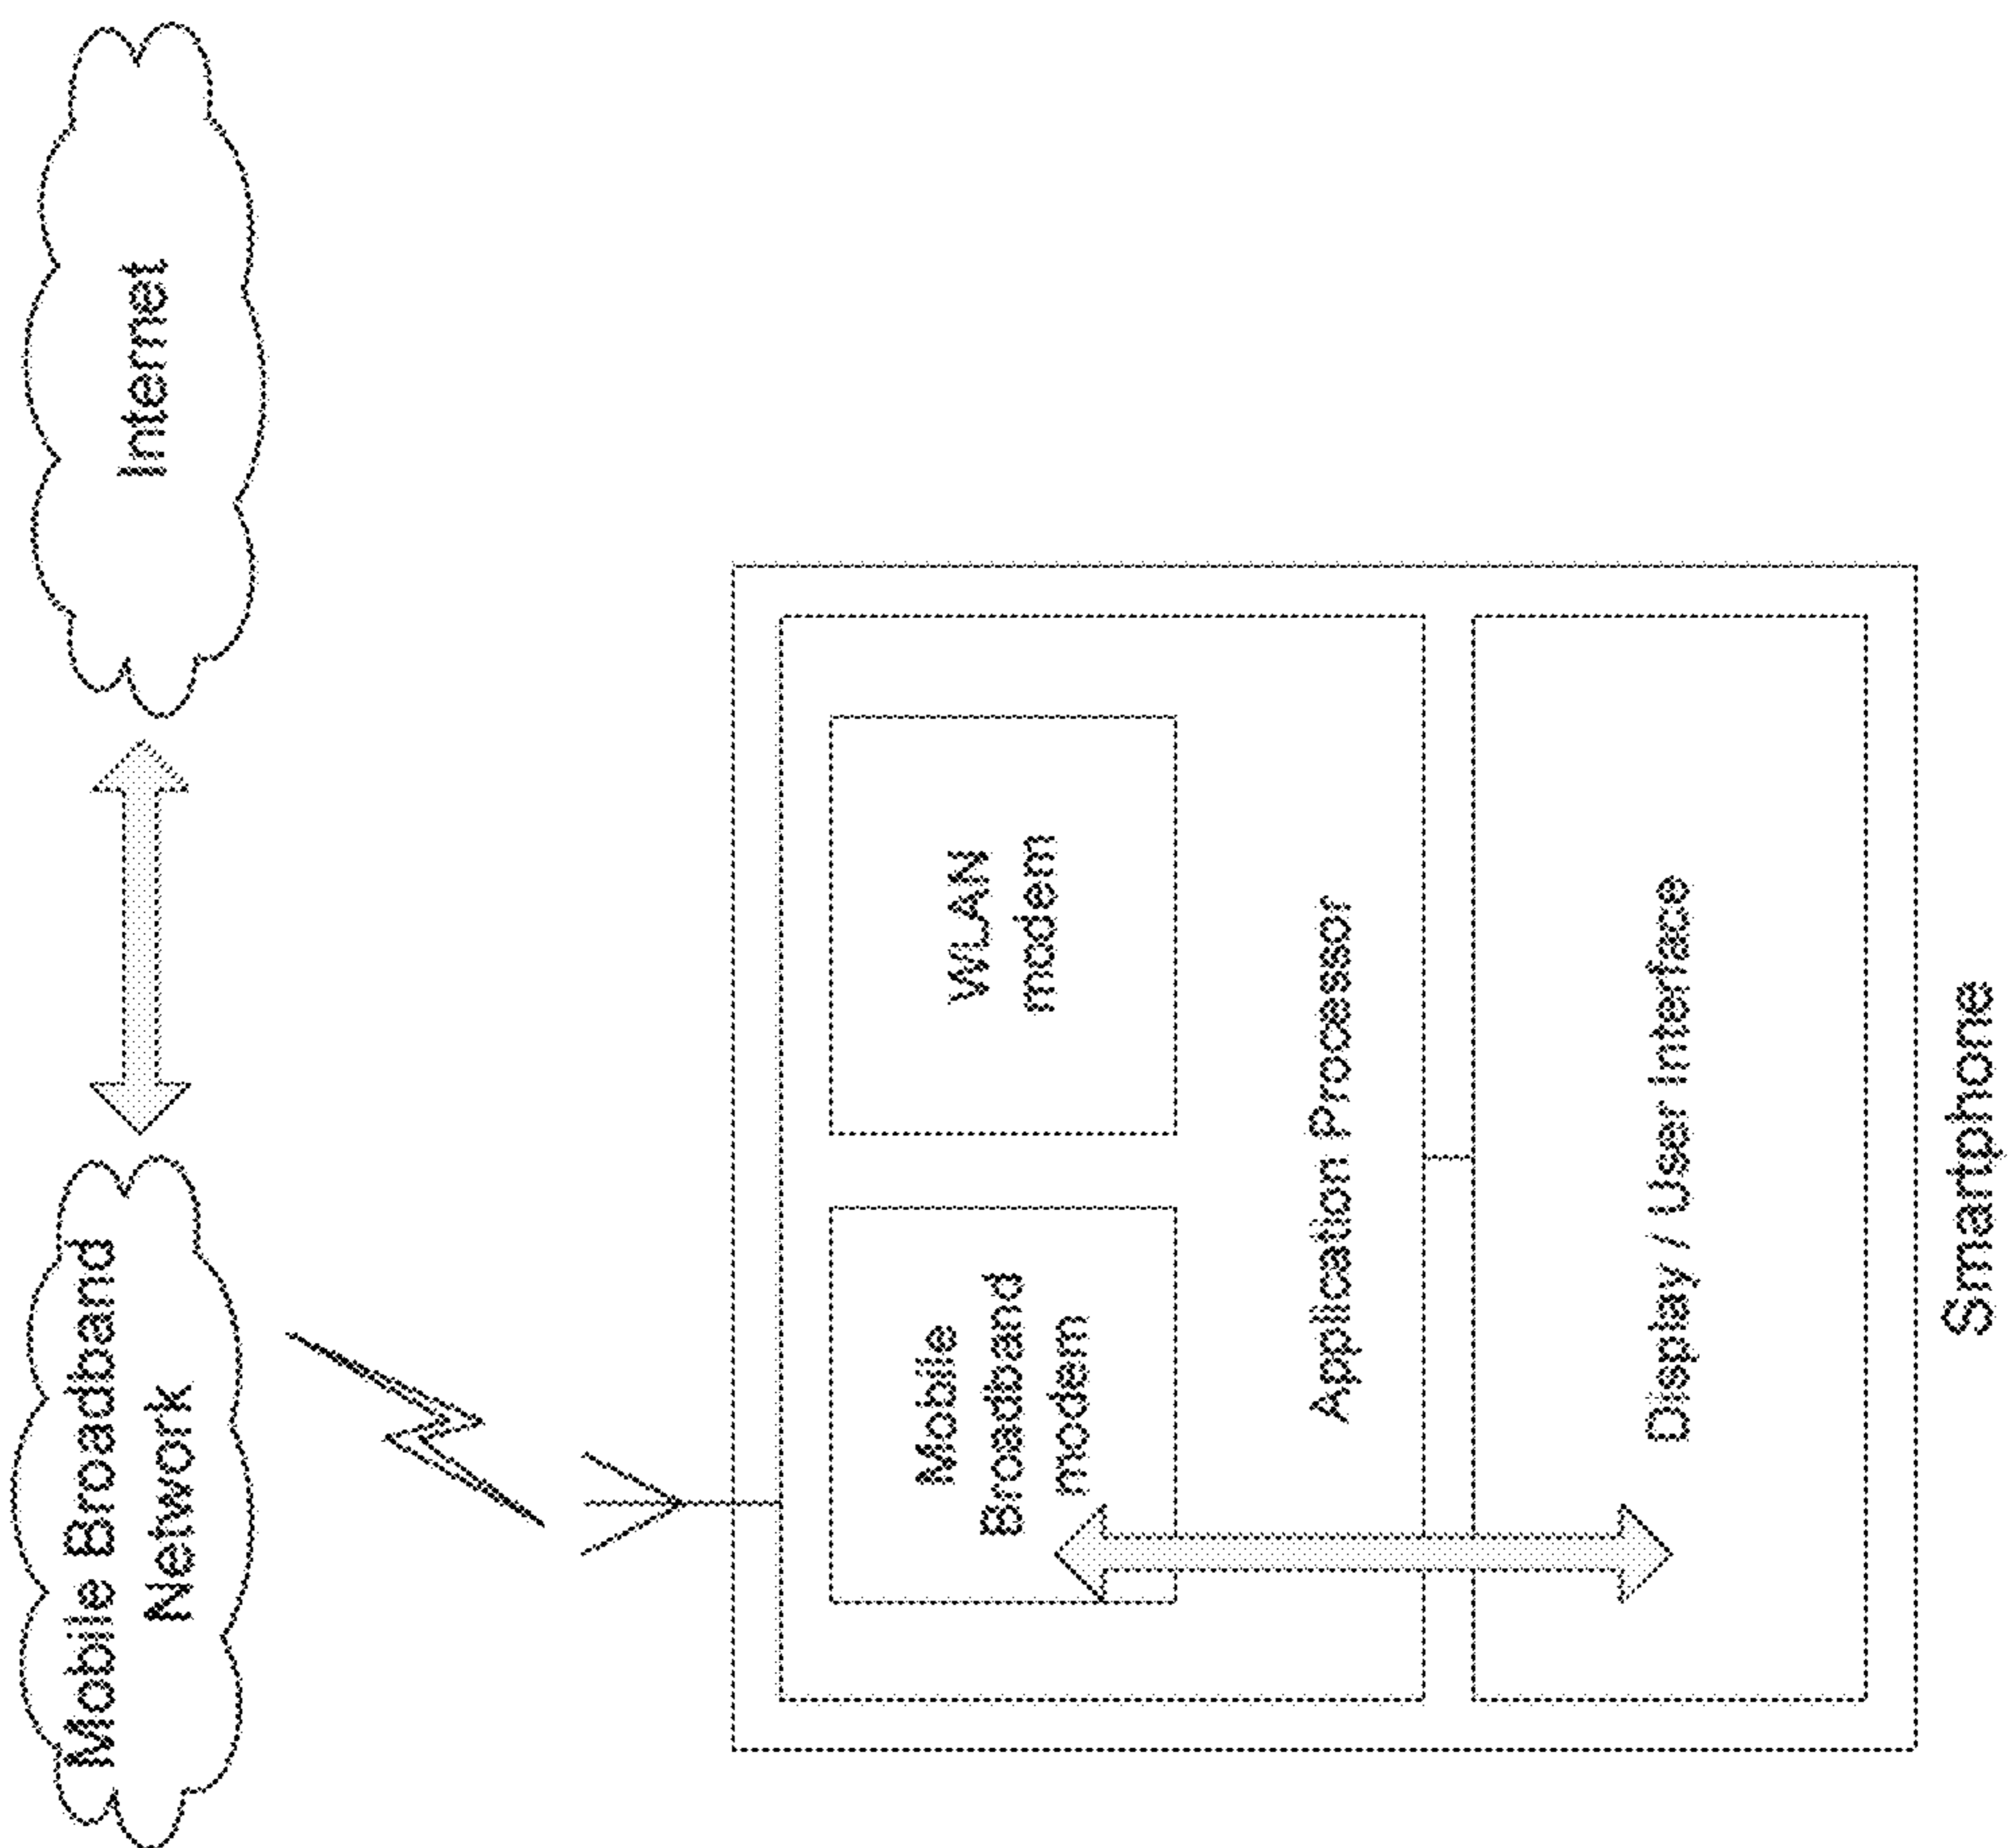 Mobile Broadband
Network
Internet
Mobile
Broadband
modem
WLAN
modem
Application Processor
Display / User Interface
Smartphone